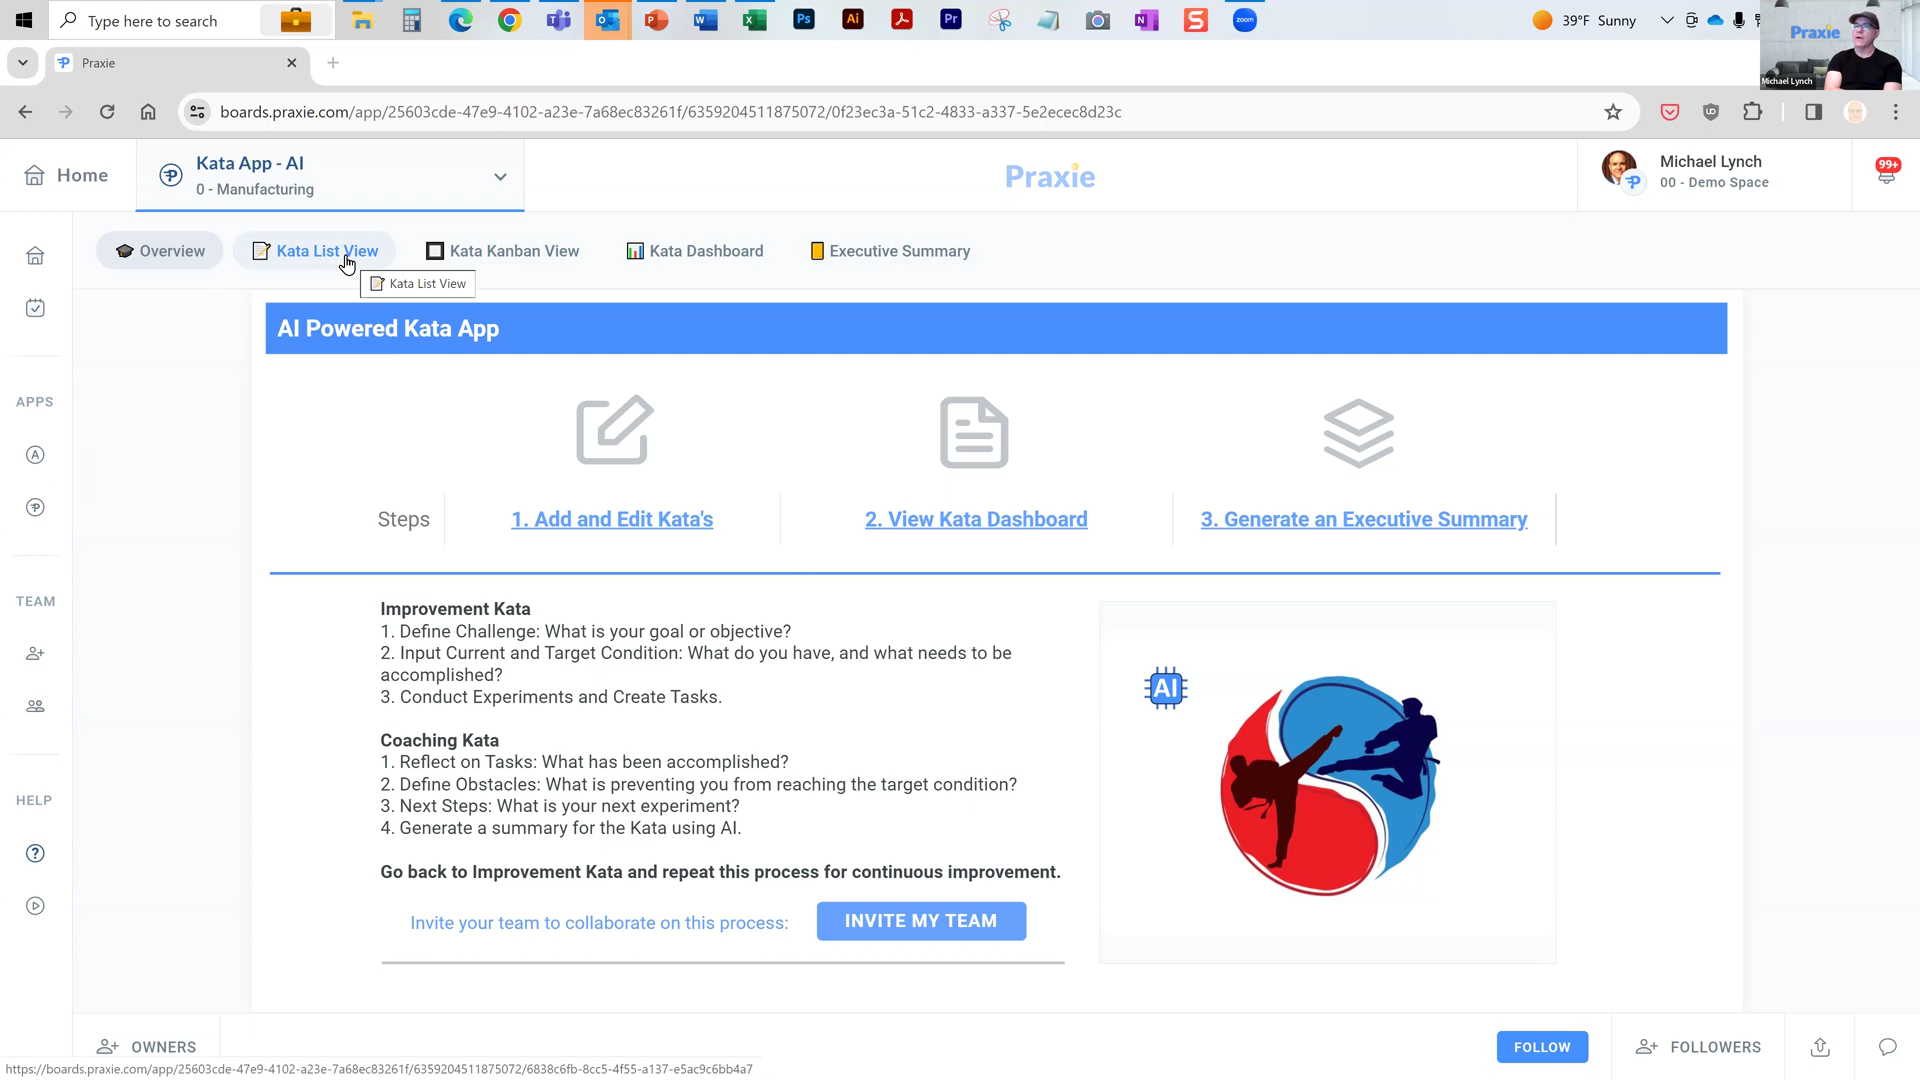 Type here to search
39°F Sunny
Praxie
Michael Lynch
Praxie
boards.praxie.com/app/25603cde-47e9-4102-a23e-7a68ec83261f/6359204511875072/0f23ec3a-51c2-4833-a337-5e2ecec8d23c
Home
Kata App - AI
0 - Manufacturing
Praxie
Michael Lynch
00 - Demo Space
99+
Overview
Kata List View
Kata Kanban View
Kata Dashboard
Executive Summary
Kata List View
AI Powered Kata App
APPS
TEAM
HELP
Steps
1. Add and Edit Kata's
2. View Kata Dashboard
3. Generate an Executive Summary
Improvement Kata
1. Define Challenge: What is your goal or objective?
2. Input Current and Target Condition: What do you have, and what needs to be
accomplished?
3. Conduct Experiments and Create Tasks.
Coaching Kata
1. Reflect on Tasks: What has been accomplished?
2. Define Obstacles: What is preventing you from reaching the target condition?
3. Next Steps: What is your next experiment?
4. Generate a summary for the Kata using AI.
Go back to Improvement Kata and repeat this process for continuous improvement.
Invite your team to collaborate on this process:
INVITE MY TEAM
AI
OWNERS
FOLLOW
FOLLOWERS
https://boards.praxie.com/app/25603cde-47e9-4102-a23e-7a68ec83261f/6359204511875072/6838c6fb-8cc5-4f55-a137-e5ac9c6bb4a7